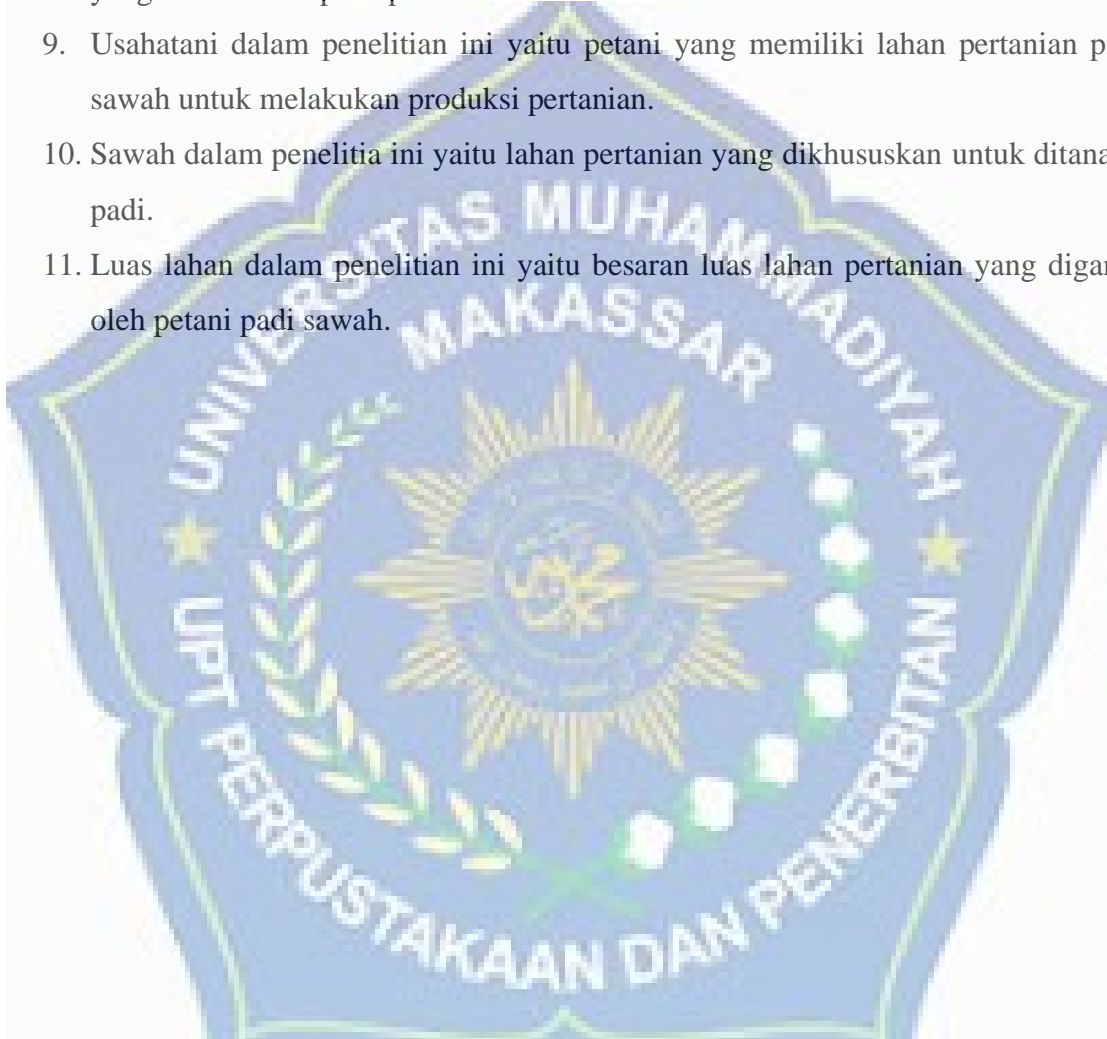 9. Usahatani dalam penelitian ini yaitu petani yang memiliki lahan pertanian p
sawah untuk melakukan produksi pertanian.
10. Sawah dalam penelitia ini yaitu lahan pertanian yang dikhususkan untuk ditana
padi.
11. Luas lahan dalam penelitian ini yaitu besaran luas lahan pertanian yang digar
oleh petani padi sawah.
UNIVERSITAS MUHAMMADIYAH
MAKASSAR
UPT PERPUSTAKAAN DAN PENERBITAN